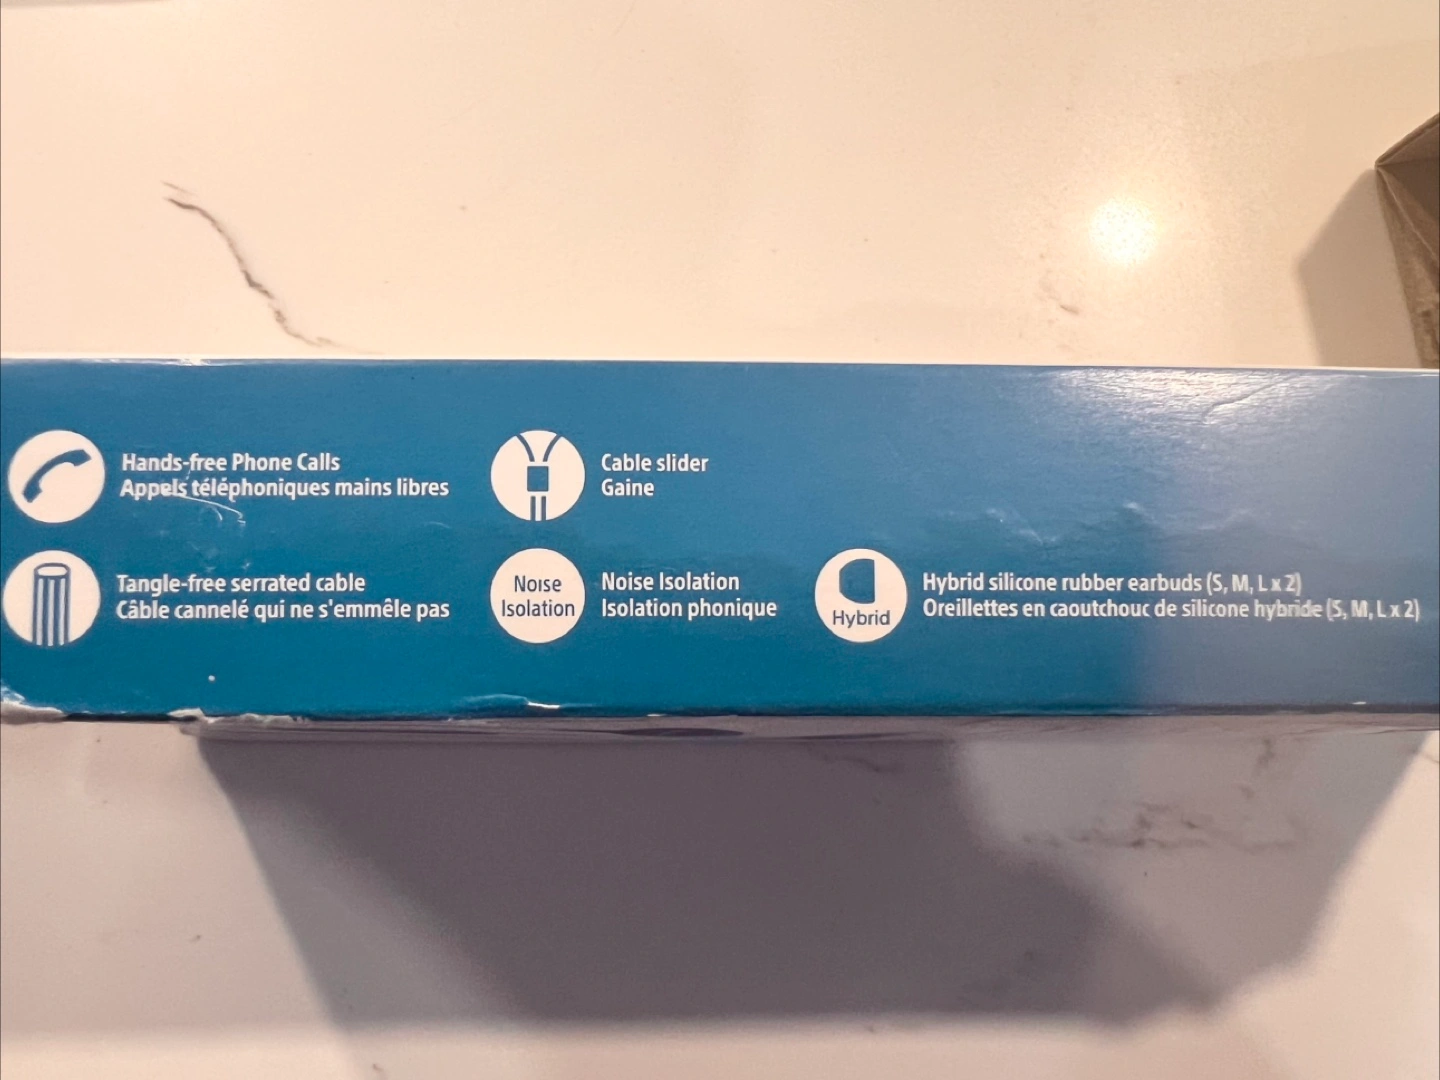 Hands-free Phone Calls
Appels téléphoniques mains libres
Cable slider
Gaine
Tangle-free serrated cable
Câble cannelé qui ne s'emmêle pas
Noise
Isolation
Noise Isolation
Isolation phonique
Hybrid
Hybrid silicone rubber earbuds (S, M, L x 2)
Oreillettes en caoutchouc de silicone hybride (S, M, L x 2)